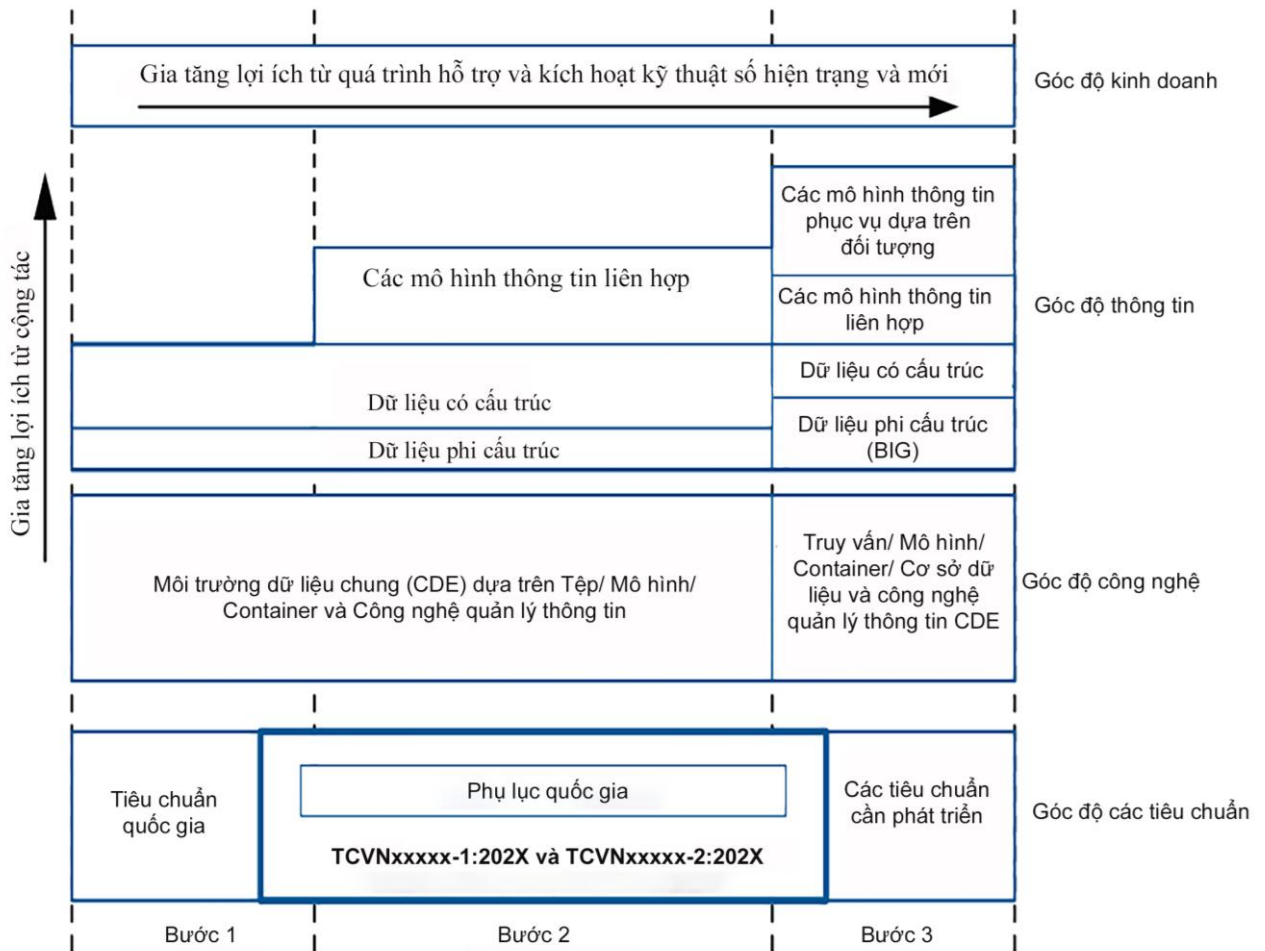 Gia tăng lợi ích từ quá trình hỗ trợ và kích hoạt kỹ thuật số hiện trạng và mới
Góc độ kinh doanh
Gia tăng lợi ích từ cộng tác
Các mô hình thông tin
phục vụ dựa trên
đối tượng
Các mô hình thông tin liên hợp
Các mô hình thông tin
liên hợp
Góc độ thông tin
Dữ liệu có cấu trúc
Dữ liệu có cấu trúc
Dữ liệu phi cấu trúc
Dữ liệu phi cấu trúc
(BIG)
Môi trường dữ liệu chung (CDE) dựa trên Tệp/ Mô hình/
Container và Công nghệ quản lý thông tin
Truy vấn/ Mô hình/
Container/ Cơ sở dữ
liệu và công nghệ
quản lý thông tin CDE
Góc độ công nghệ
Tiêu chuẩn
quốc gia
Phụ lục quốc gia
TCVNxxxxx-1:202X và TCVNxxxxx-2:202X
Các tiêu chuẩn
cần phát triển
Góc độ các tiêu chuẩn
Bước 1
Bước 2
Bước 3